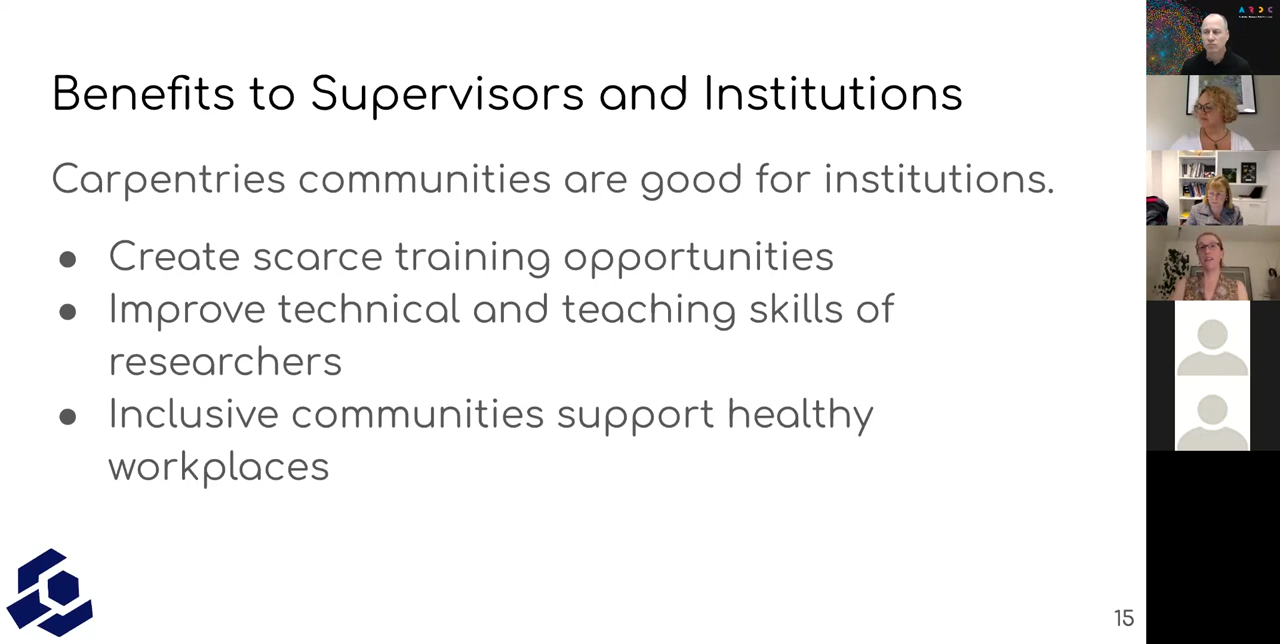 Benefits to Supervisors and Institutions
Carpentries communities are good for institutions.
● Create scarce training opportunities
● Improve technical and teaching skills of
researchers
● Inclusive communities support healthy
workplaces
15
ARDC